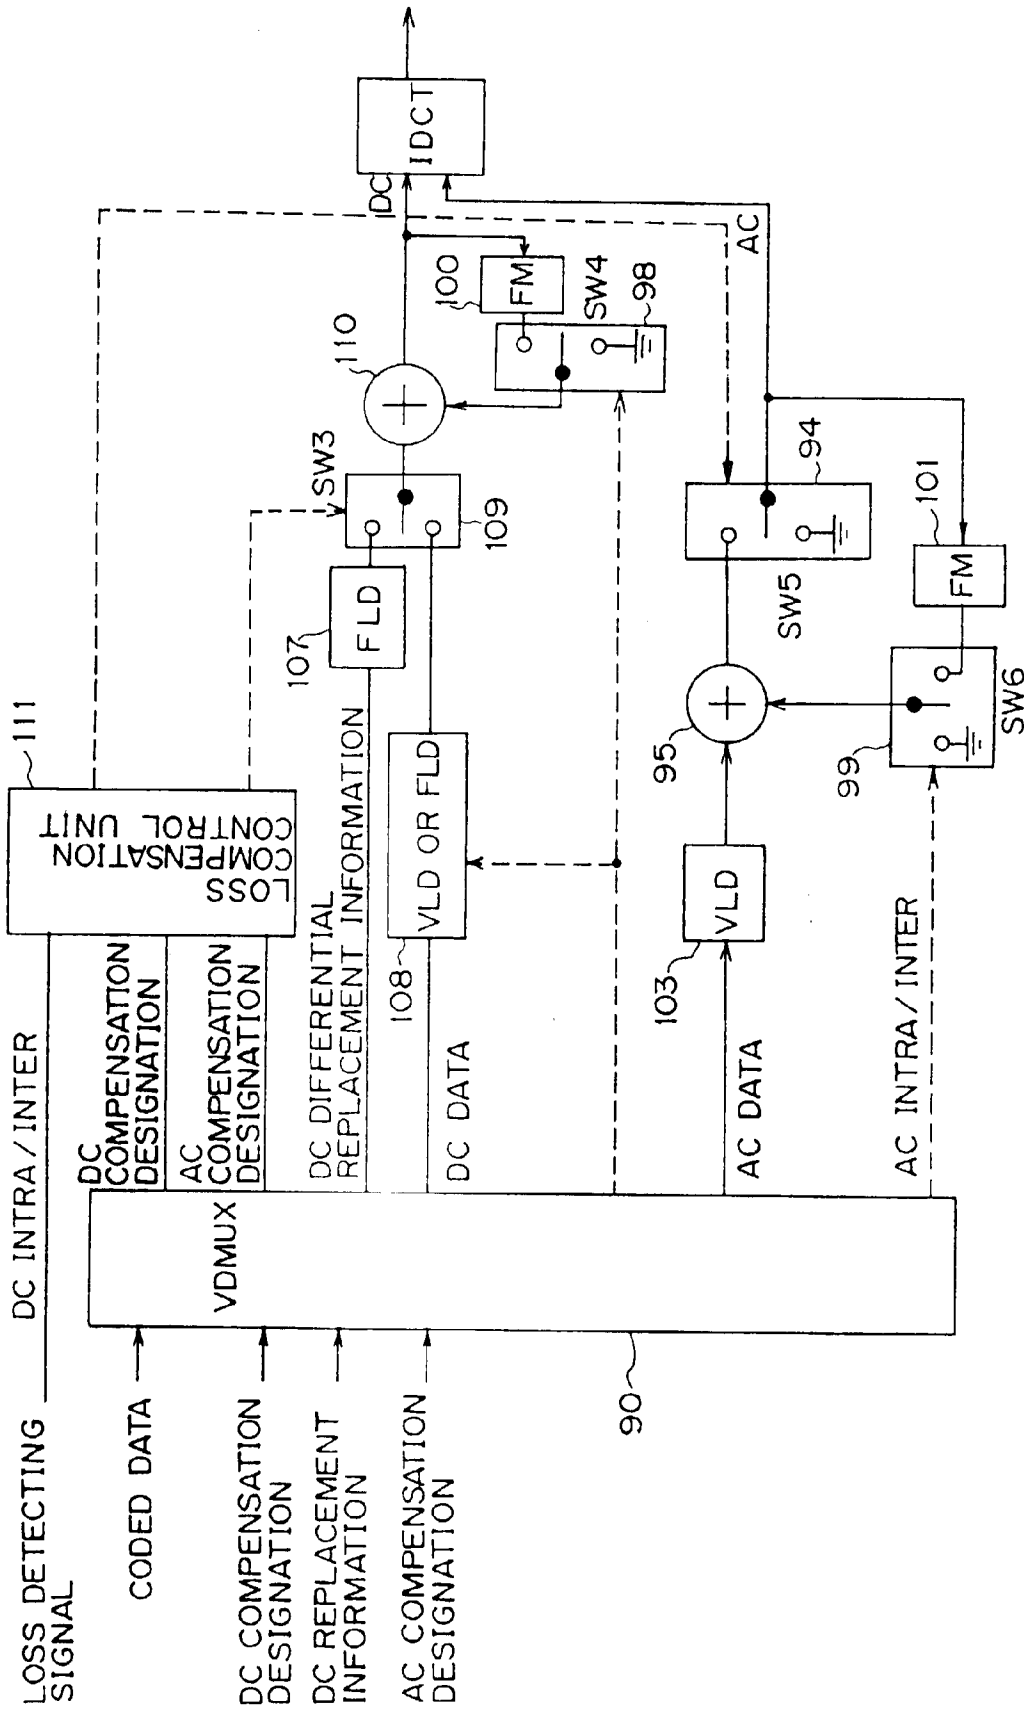 LOSS DETECTING
SIGNAL
DC INTRA/INTER
CODED DATA
DC COMPENSATION
DESIGNATION
DC REPLACEMENT
INFORMATION
AC COMPENSATION
DESIGNATION
90
VDMUX
DC
COMPENSATION
DESIGNATION
AC
COMPENSATION
DESIGNATION
DC DIFFERENTIAL
REPLACEMENT INFORMATION
DC DATA
AC DATA
AC INTRA/INTER
111
LOSS
COMPENSATION
CONTROL UNIT
107
FLD
108
VLD OR FLD
103
VLD
95
SW3
109
110
100
FM
SW4
98
DC
IDCT
AC
94
SW5
101
FM
99
SW6